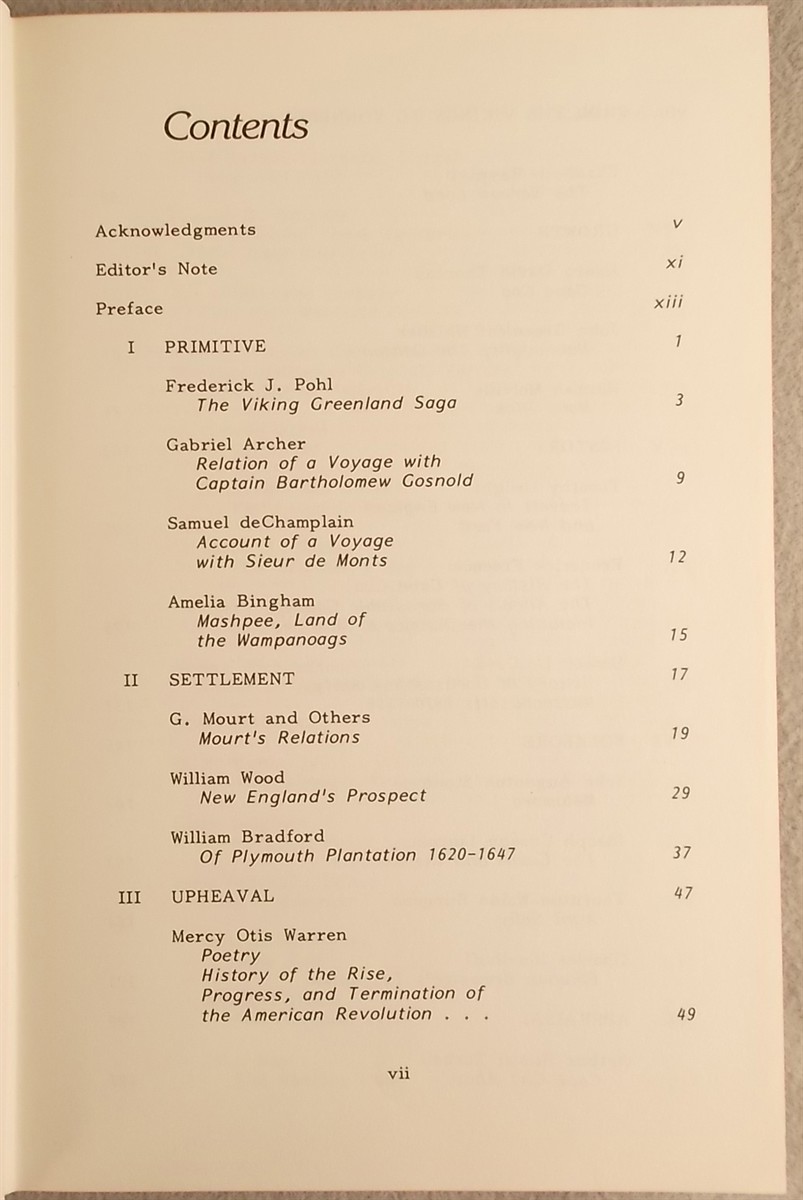 Contents
Acknowledgments v
Editor's Note xi
Preface xiii
I PRIMITIVE 1
Frederick J. Pohl
The Viking Greenland Saga 3
Gabriel Archer
Relation of a Voyage with
Captain Bartholomew Gosnold 9
Samuel deChamplain
Account of a Voyage
with Sieur de Monts 12
Amelia Bingham
Mashpee, Land of
the Wampanoags 15
II SETTLEMENT 17
G. Mourt and Others
Mourt's Relations 19
William Wood
New England's Prospect 29
William Bradford
Of Plymouth Plantation 1620-1647 37
III UPHEAVAL 47
Mercy Otis Warren
Poetry
History of the Rise,
Progress, and Termination of
the American Revolution . . . 49
vii